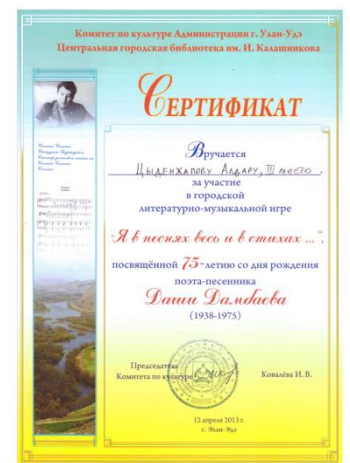 Комитет по культуре Администрации г. Улан-Удэ
Центральная городская библиотека им. И. Калашникова
СЕРТИФИКАТ
Вручается
Цыденжапову Алдару, III место,
за участие
в городской
литературно-музыкальной игре
"Я в песнях весь и в стихах ...",
посвящённой 75-летию со дня рождения
поэта-песенника
Даши Дамбаева
(1938-1975)
Председатель
Комитета по культуре
Ковалёва И. В.
12 апреля 2013 г.
г. Улан-Удэ